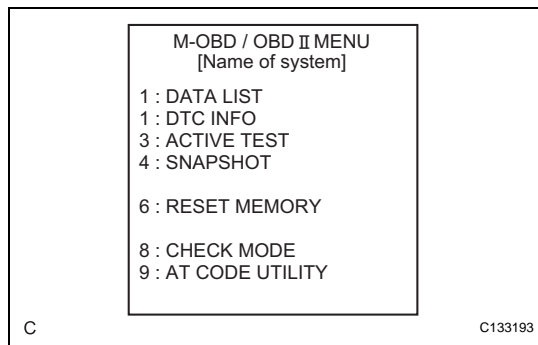 M-OBD / OBD II MENU
[Name of system]
1 : DATA LIST
1 : DTC INFO
3 : ACTIVE TEST
4 : SNAPSHOT
6 : RESET MEMORY
8 : CHECK MODE
9 : AT CODE UTILITY
C
C133193